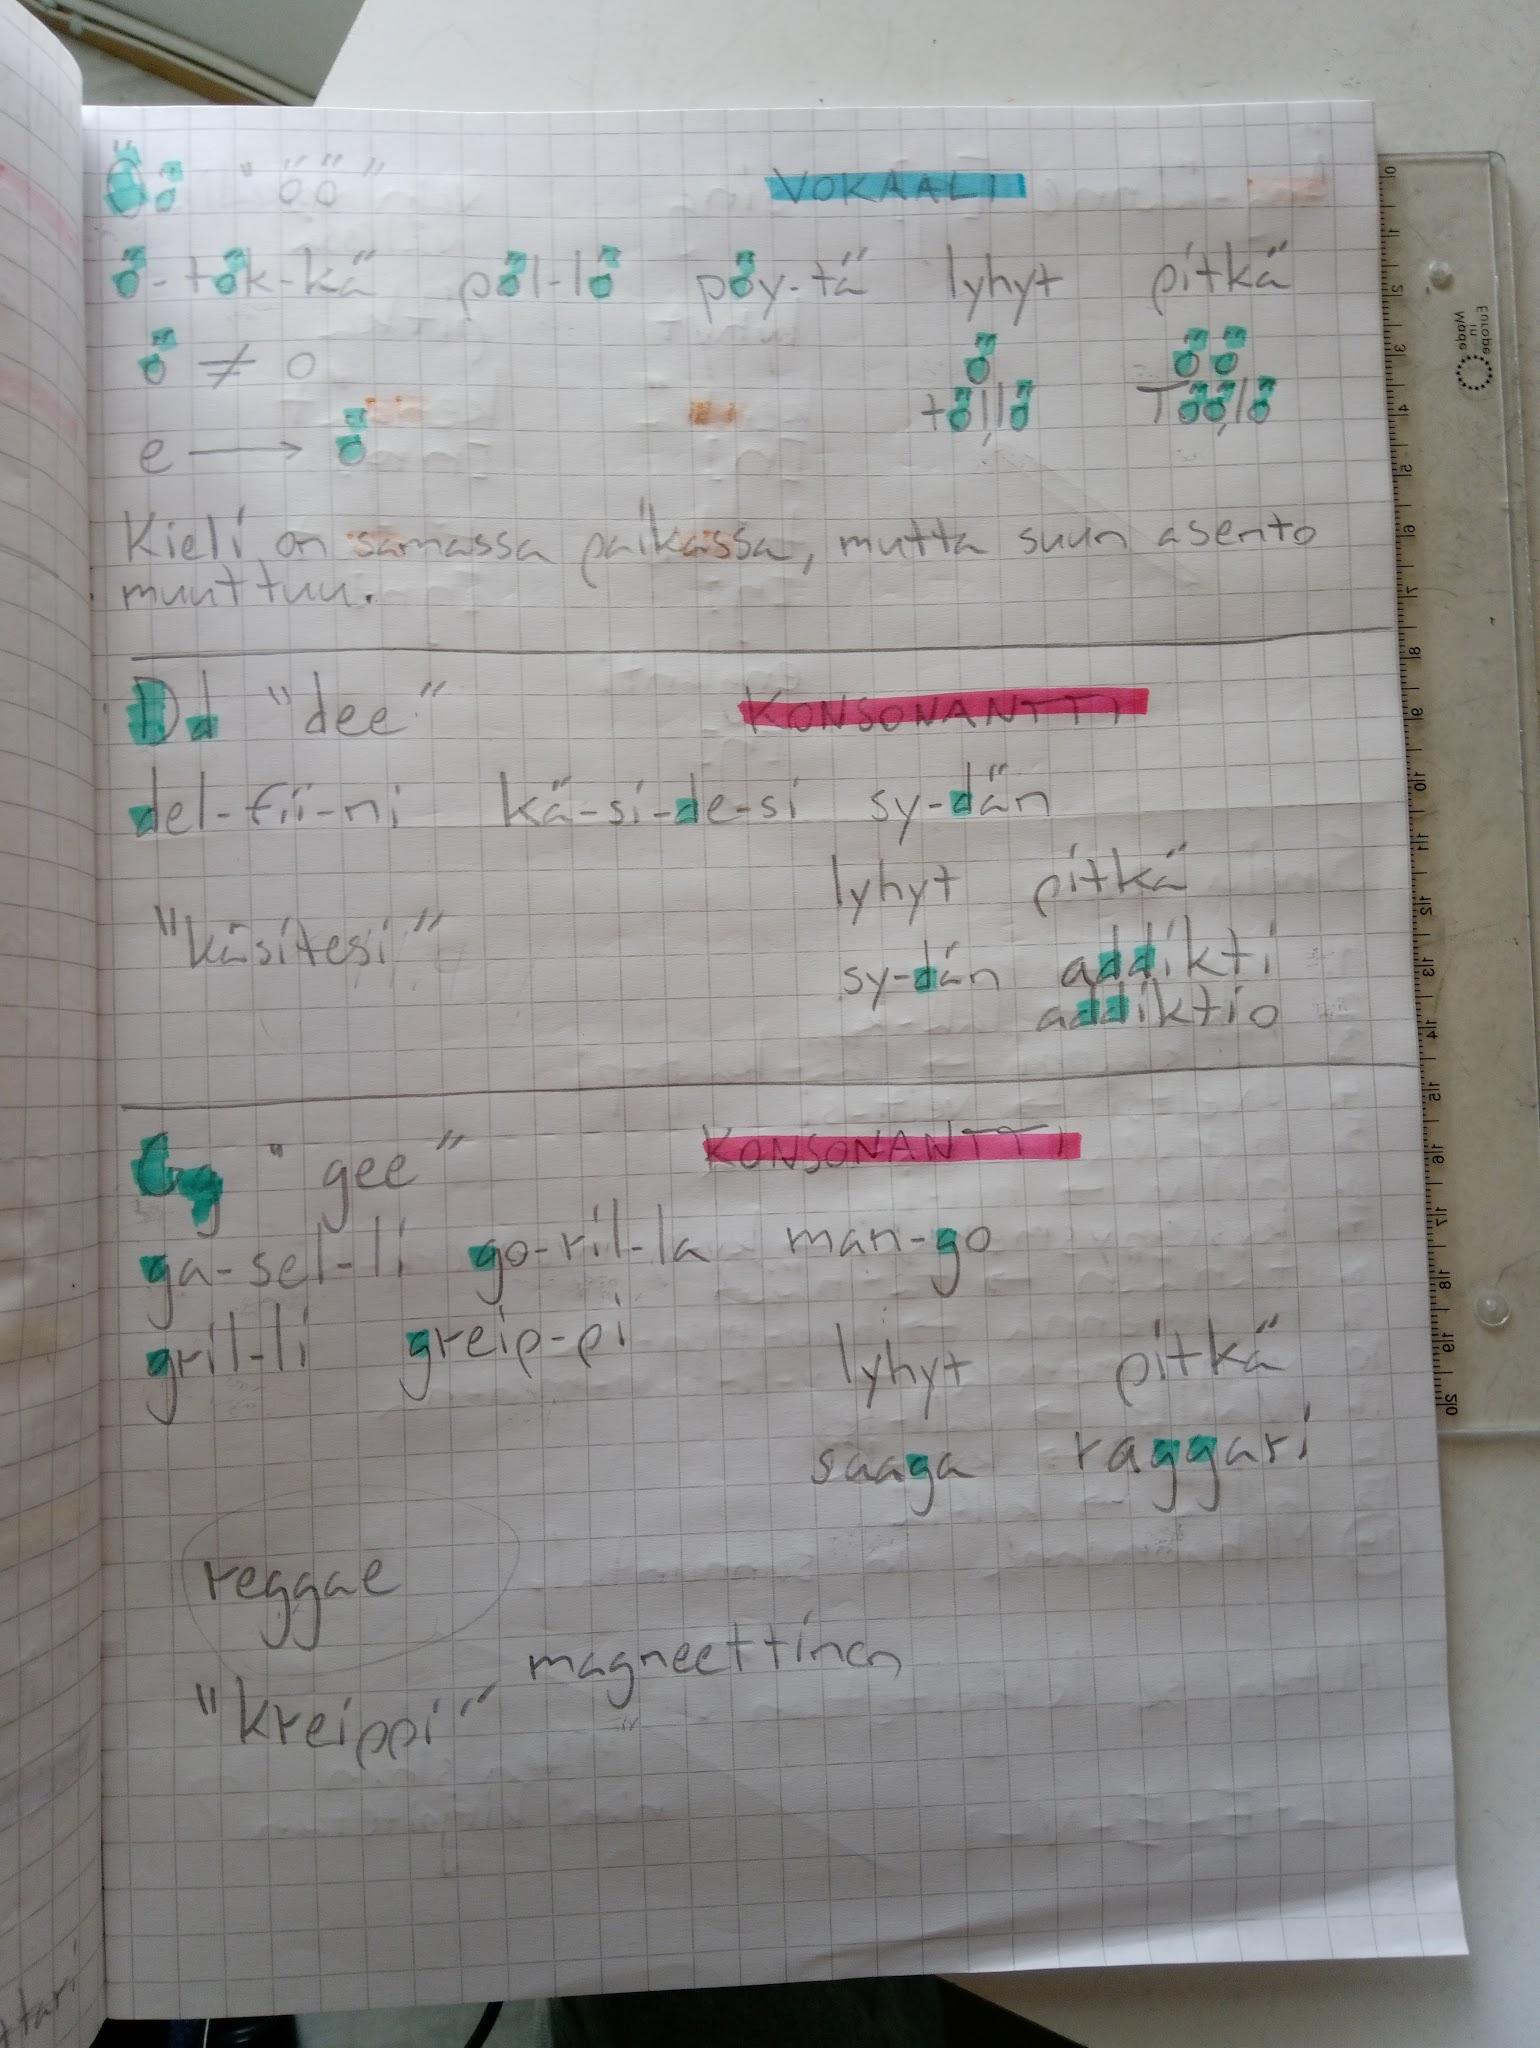 Öö "öö" VOKAALI
ö-tök-kä pöl-lö pöy-tä lyhyt pitkä
ö ≠ o ö öö
töllö Töölö
e → ö
Kieli on samassa paikassa, mutta suun asento
muuttuu.
Dd "dee" KONSONANTTI
del-fii-ni kä-si-de-si sy-dän
lyhyt pitkä
"käsitesi" sy-dän addikti
addiktio
Gg "gee" KONSONANTTI
ga-sel-li go-ril-la man-go
gril-li greip-pi lyhyt pitkä
saaga raggari
reggae
magneettinen
"kreippi"
Made
in
Europe
0 1 2 3 4 5 6 7 8 9 10 11 12 13 14 15 16 17 18 19 20